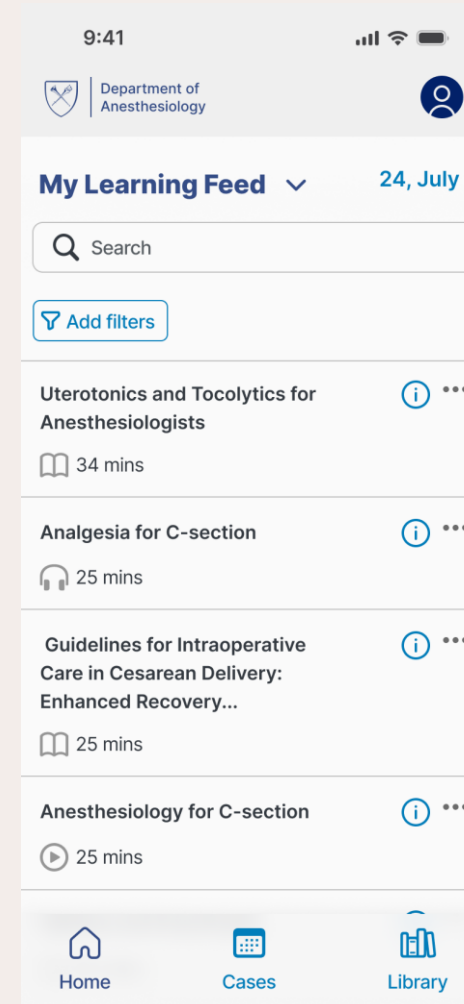 9:41
Department of
Anesthesiology
My Learning Feed
24, July
Search
Add filters
Uterotonics and Tocolytics for
Anesthesiologists
34 mins
Analgesia for C-section
25 mins
Guidelines for Intraoperative
Care in Cesarean Delivery:
Enhanced Recovery...
25 mins
Anesthesiology for C-section
25 mins
Home
Cases
Library